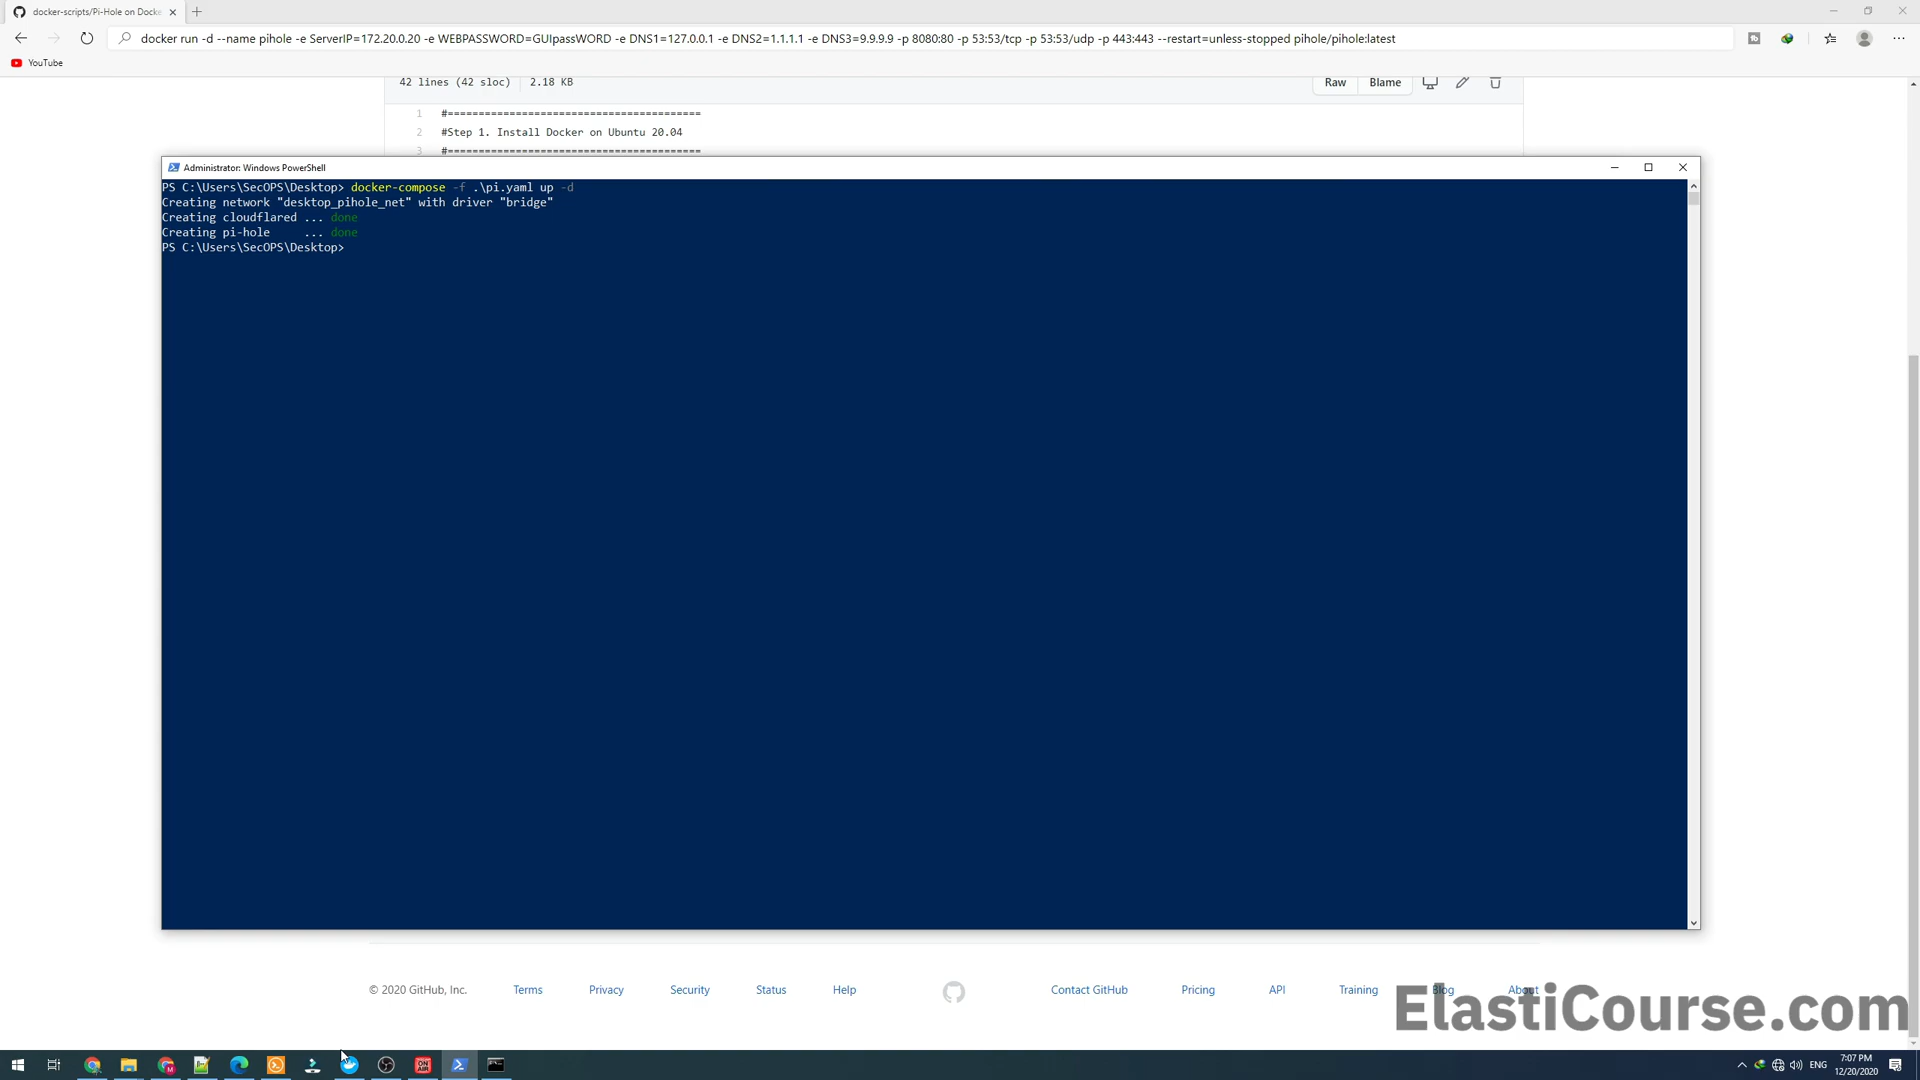 docker-scripts/Pi-Hole on Docke
docker run -d --name pihole -e ServerIP=172.20.0.20 -e WEBPASSWORD=GUIpassWORD -e DNS1=127.0.0.1 -e DNS2=1.1.1.1 -e DNS3=9.9.9.9 -p 8080:80 -p 53:53/tcp -p 53:53/udp -p 443:443 --restart=unless-stopped pihole/pihole:latest
YouTube
42 lines (42 sloc) 2.18 KB Raw Blame
1 #=========================================
2 #Step 1. Install Docker on Ubuntu 20.04
3 #=========================================
Administrator: Windows PowerShell
PS C:\Users\SecOPS\Desktop> docker-compose -f .\pi.yaml up -d
Creating network "desktop_pihole_net" with driver "bridge"
Creating cloudflared ... done
Creating pi-hole     ... done
PS C:\Users\SecOPS\Desktop>
© 2020 GitHub, Inc. Terms Privacy Security Status Help Contact GitHub Pricing API Training Blog About
ElastiCourse.com
ON AIR
ENG
7:07 PM
12/20/2020